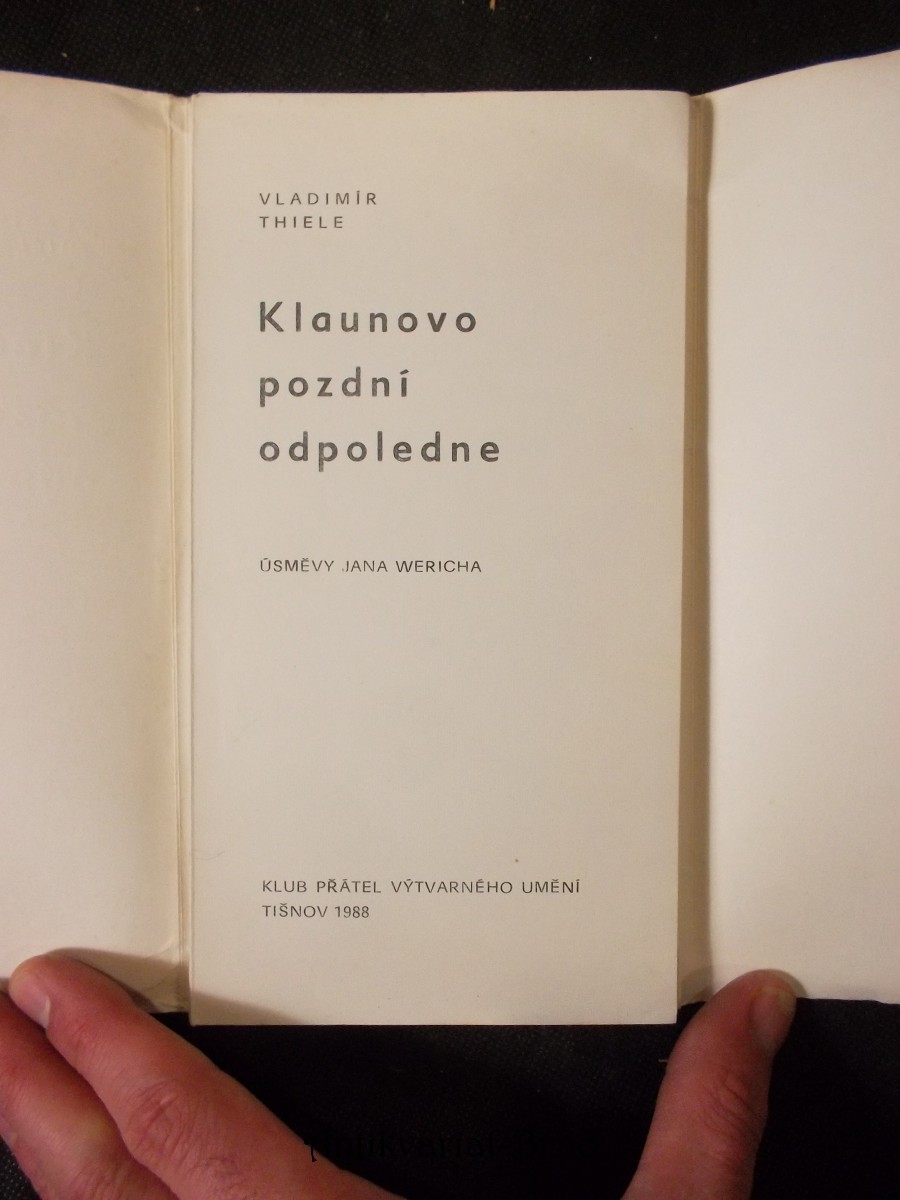 VLADIMÍR
THIELE
Klaunovo
pozdní
odpoledne
ÚSMĚVY JANA WERICHA
KLUB PŘÁTEL VÝTVARNÉHO UMĚNÍ
TIŠNOV 1988